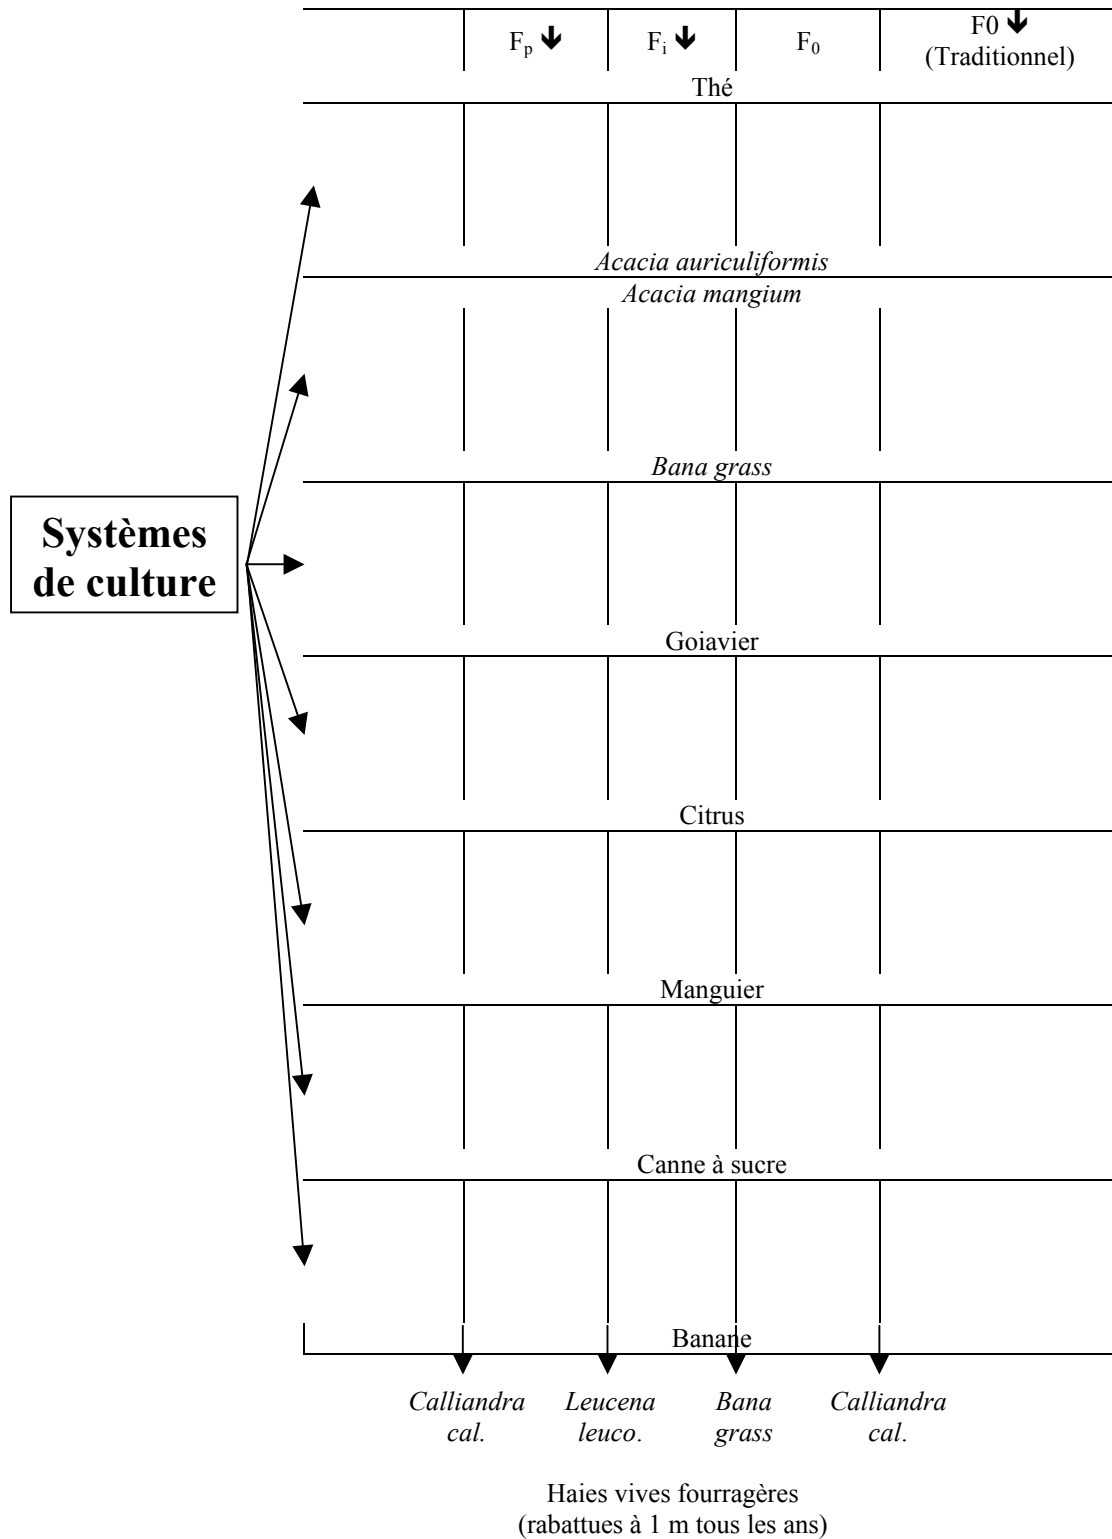 Fp 🡻 Fi 🡻 F0 F0 🡻
(Traditionnel)
Thé
Acacia auriculiformis
Acacia mangium
Bana grass
Systèmes
de culture
Goiavier
Citrus
Manguier
Canne à sucre
Banane
Calliandra Leucena Bana Calliandra
cal. leuco. grass cal.
Haies vives fourragères
(rabattues à 1 m tous les ans)